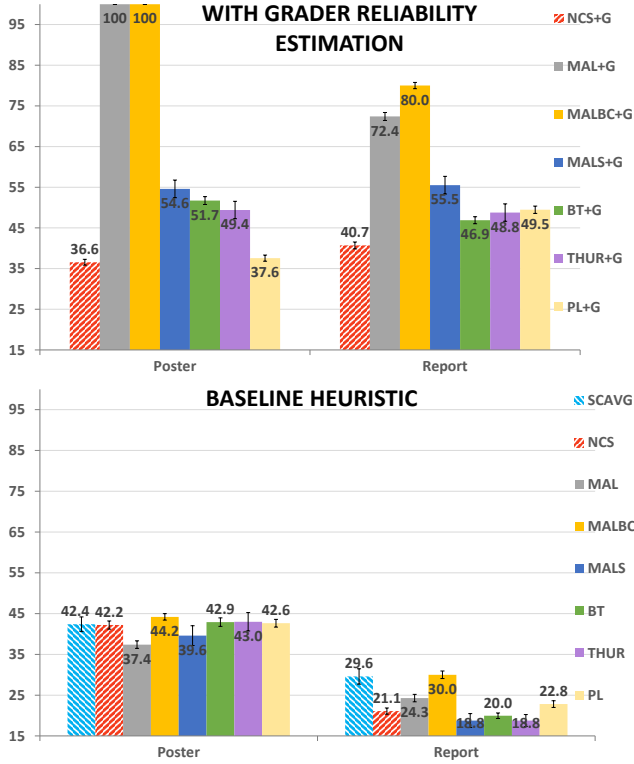 WITH GRADER RELIABILITY
ESTIMATION
95
85
75
65
55
45
35
25
15
36.6
100
100
54.6
51.7
49.4
37.6
40.7
72.4
80.0
55.5
46.9
48.8
49.5
Poster
Report
NCS+G
MAL+G
MALBC+G
MALS+G
BT+G
THUR+G
PL+G
BASELINE HEURISTIC
95
85
75
65
55
45
35
25
15
42.4
42.2
37.4
44.2
39.6
42.9
43.0
42.6
29.6
21.1
24.3
30.0
18.8
20.0
18.8
22.8
Poster
Report
SCAVG
NCS
MAL
MALBC
MALS
BT
THUR
PL